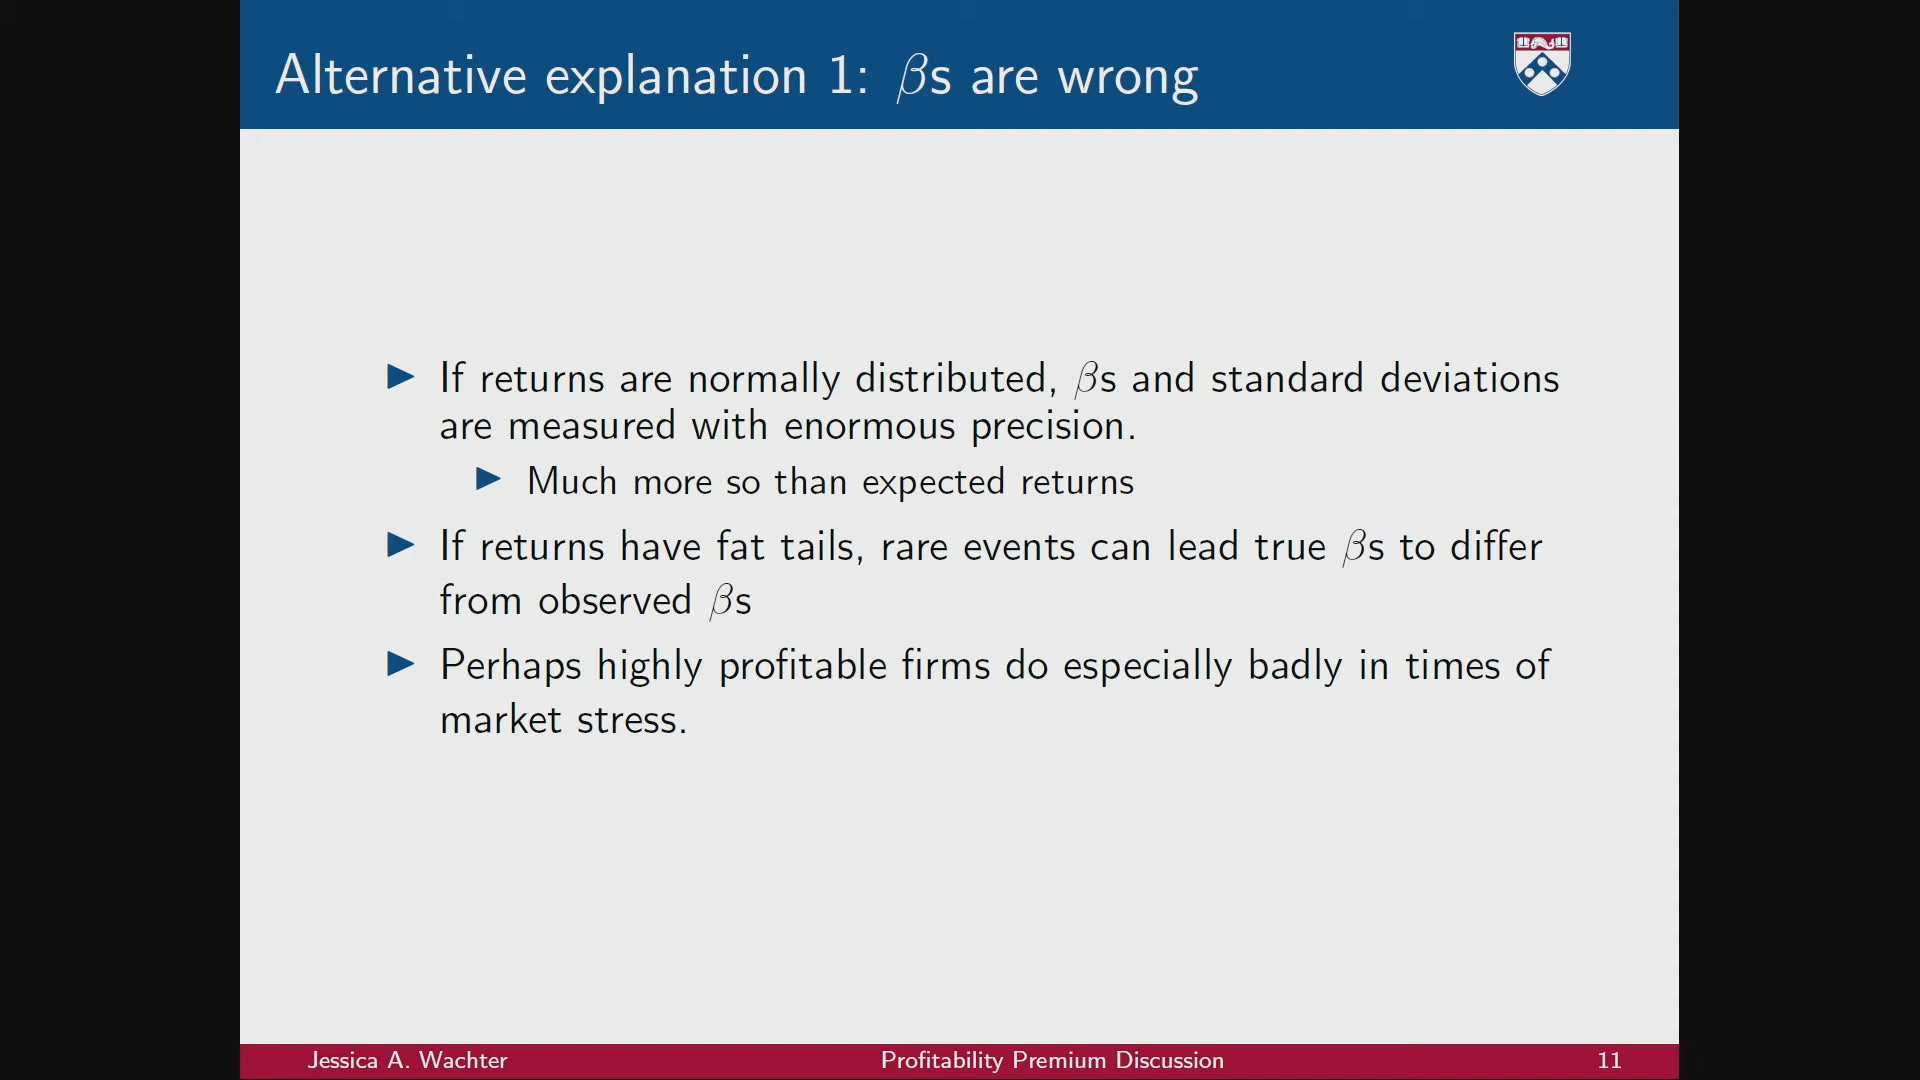 Alternative explanation 1: βs are wrong
If returns are normally distributed, βs and standard deviations
are measured with enormous precision.
Much more so than expected returns
If returns have fat tails, rare events can lead true βs to differ
from observed βs
Perhaps highly profitable firms do especially badly in times of
market stress.
Jessica A. Wachter
Profitability Premium Discussion
11